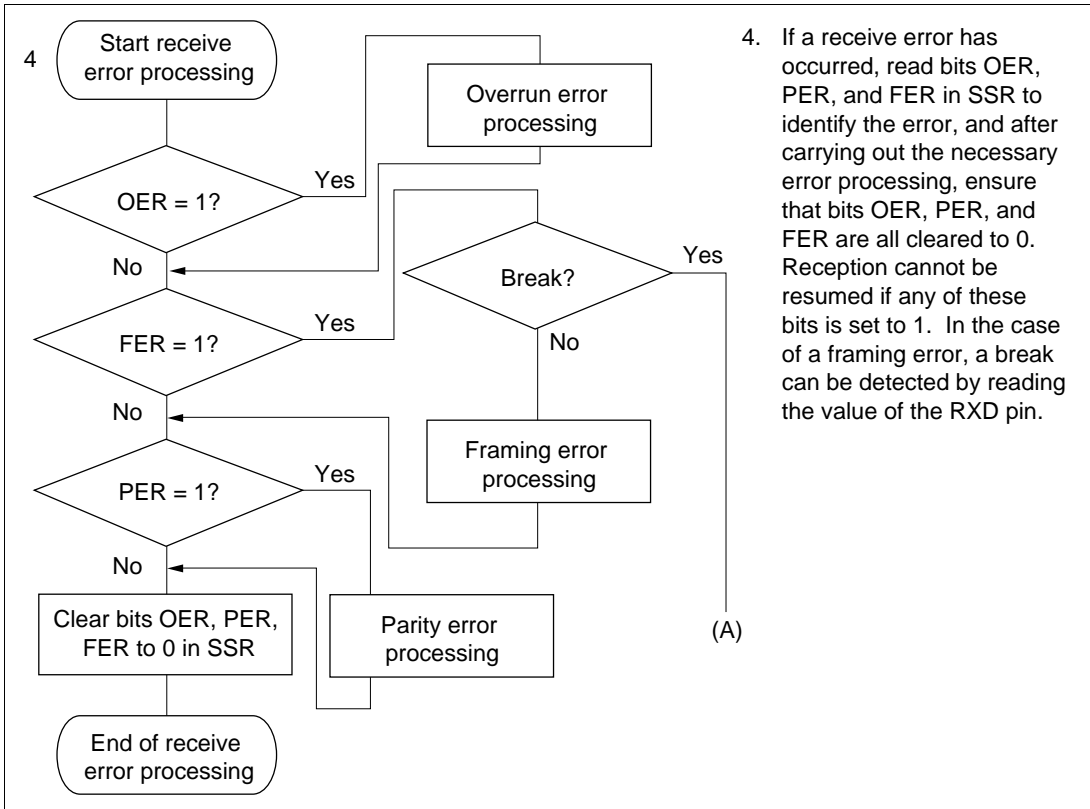 4
Start receive
error processing
OER = 1?
Yes
Overrun error
processing
No
FER = 1?
Yes
Break?
Yes
No
Framing error
processing
No
PER = 1?
Yes
Parity error
processing
(A)
No
Clear bits OER, PER,
FER to 0 in SSR
End of receive
error processing
4. If a receive error has
occurred, read bits OER,
PER, and FER in SSR to
identify the error, and after
carrying out the necessary
error processing, ensure
that bits OER, PER, and
FER are all cleared to 0.
Reception cannot be
resumed if any of these
bits is set to 1. In the case
of a framing error, a break
can be detected by reading
the value of the RXD pin.